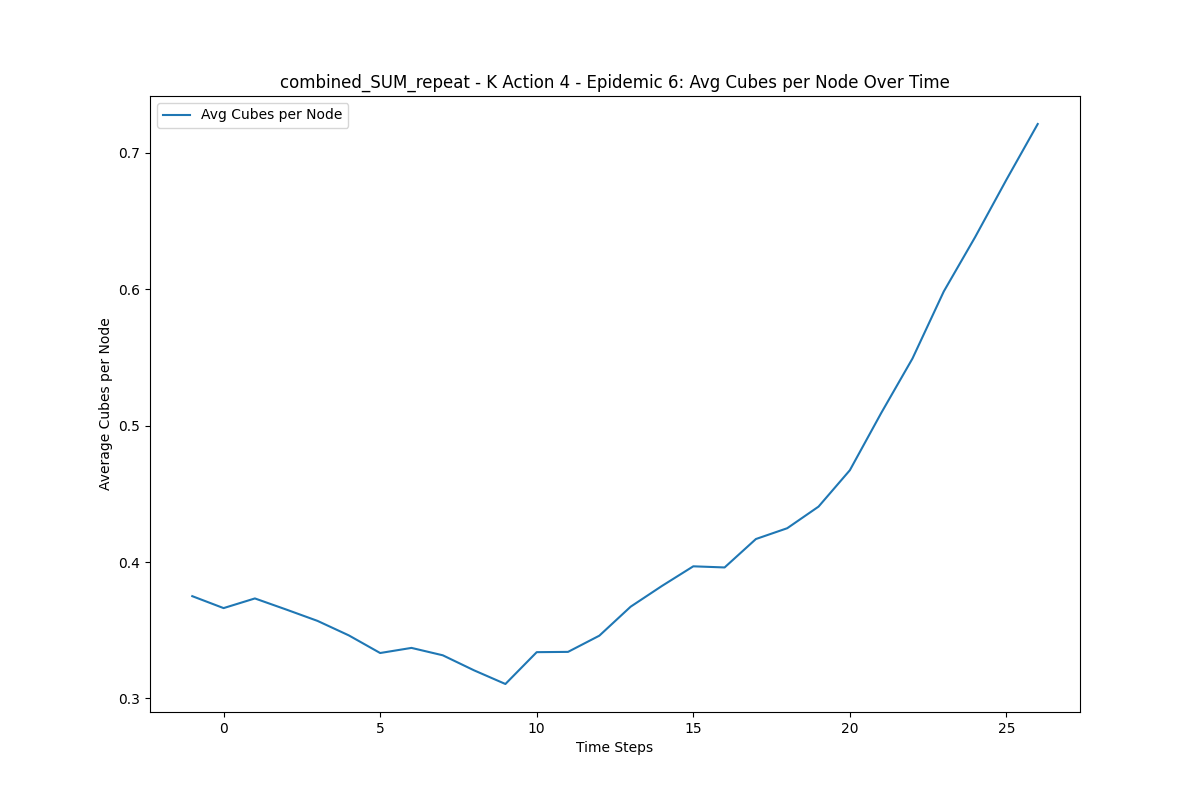 combined_SUM_repeat - K Action 4 - Epidemic 6: Avg Cubes per Node Over Time
Avg Cubes per Node
0.7
0.6
0.5
0.4
0.3
Average Cubes per Node
0 5 10 15 20 25
Time Steps